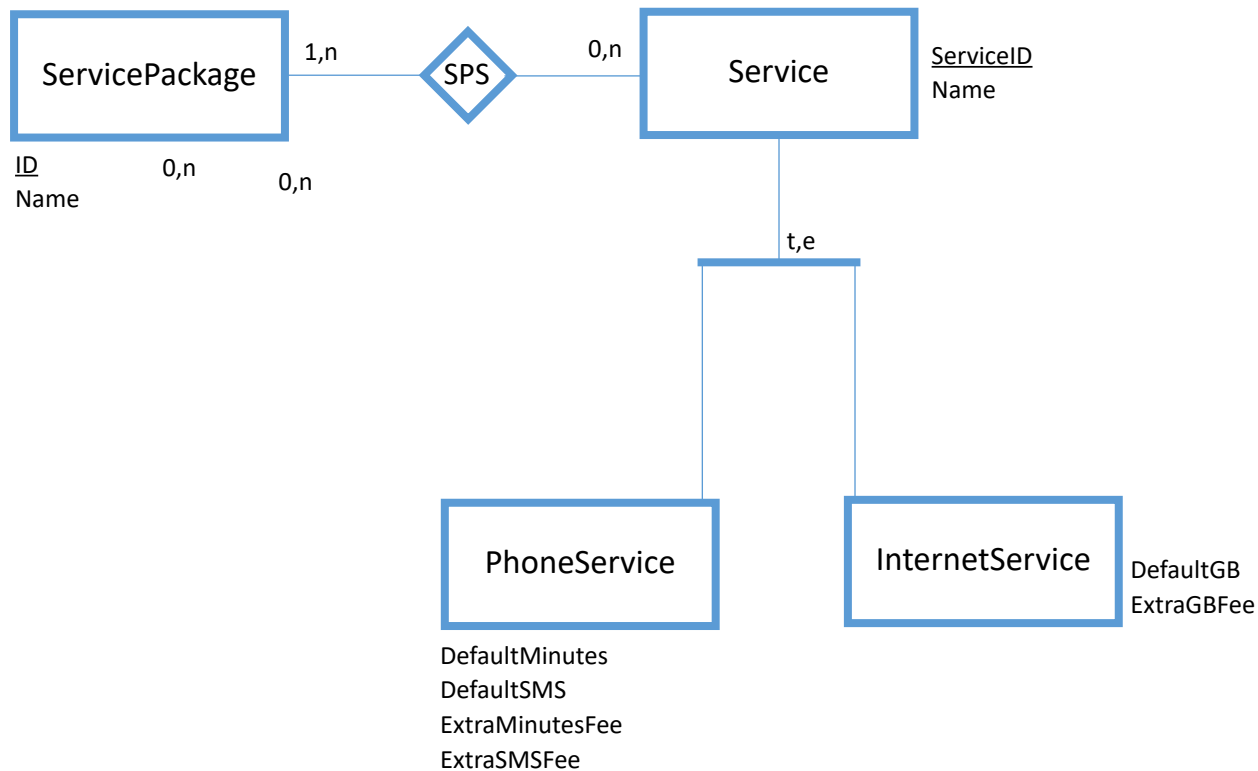 ServicePackage
1,n
SPS
0,n
Service
ServiceID
Name
ID
Name
0,n
0,n
t,e
PhoneService
InternetService
DefaultGB
ExtraGBFee
DefaultMinutes
DefaultSMS
ExtraMinutesFee
ExtraSMSFee